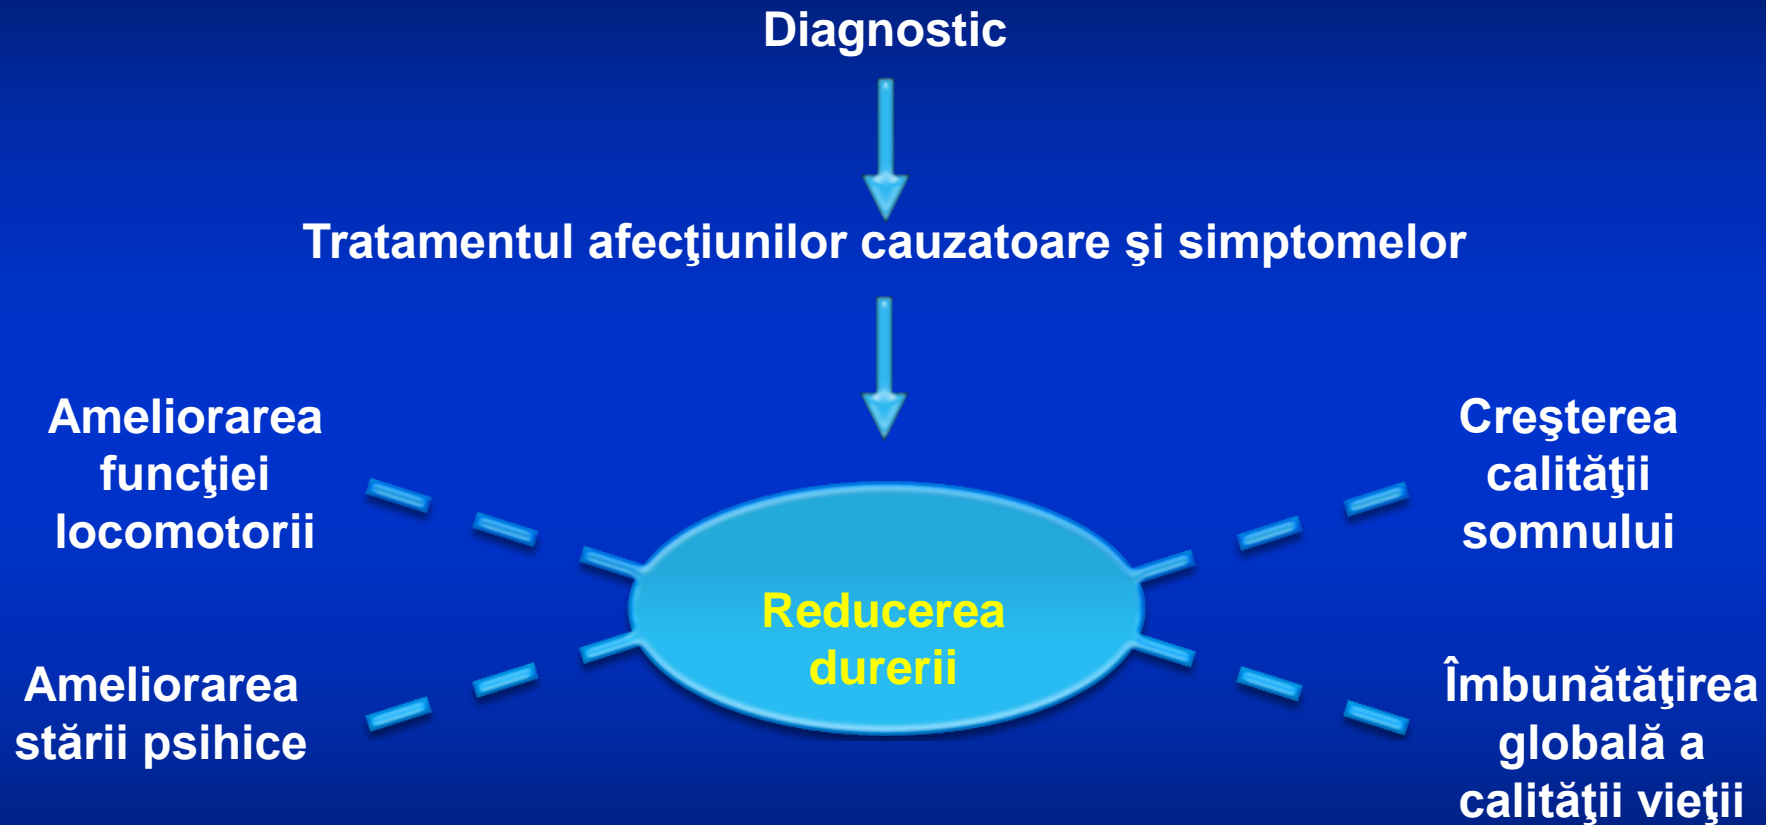 Diagnostic
Tratamentul afecţiunilor cauzatoare şi simptomelor
Ameliorarea
funcţiei
locomotorii
Creşterea
calităţii
somnului
Reducerea
durerii
Ameliorarea
stării psihice
Îmbunătăţirea
globală a
calităţii vieţii